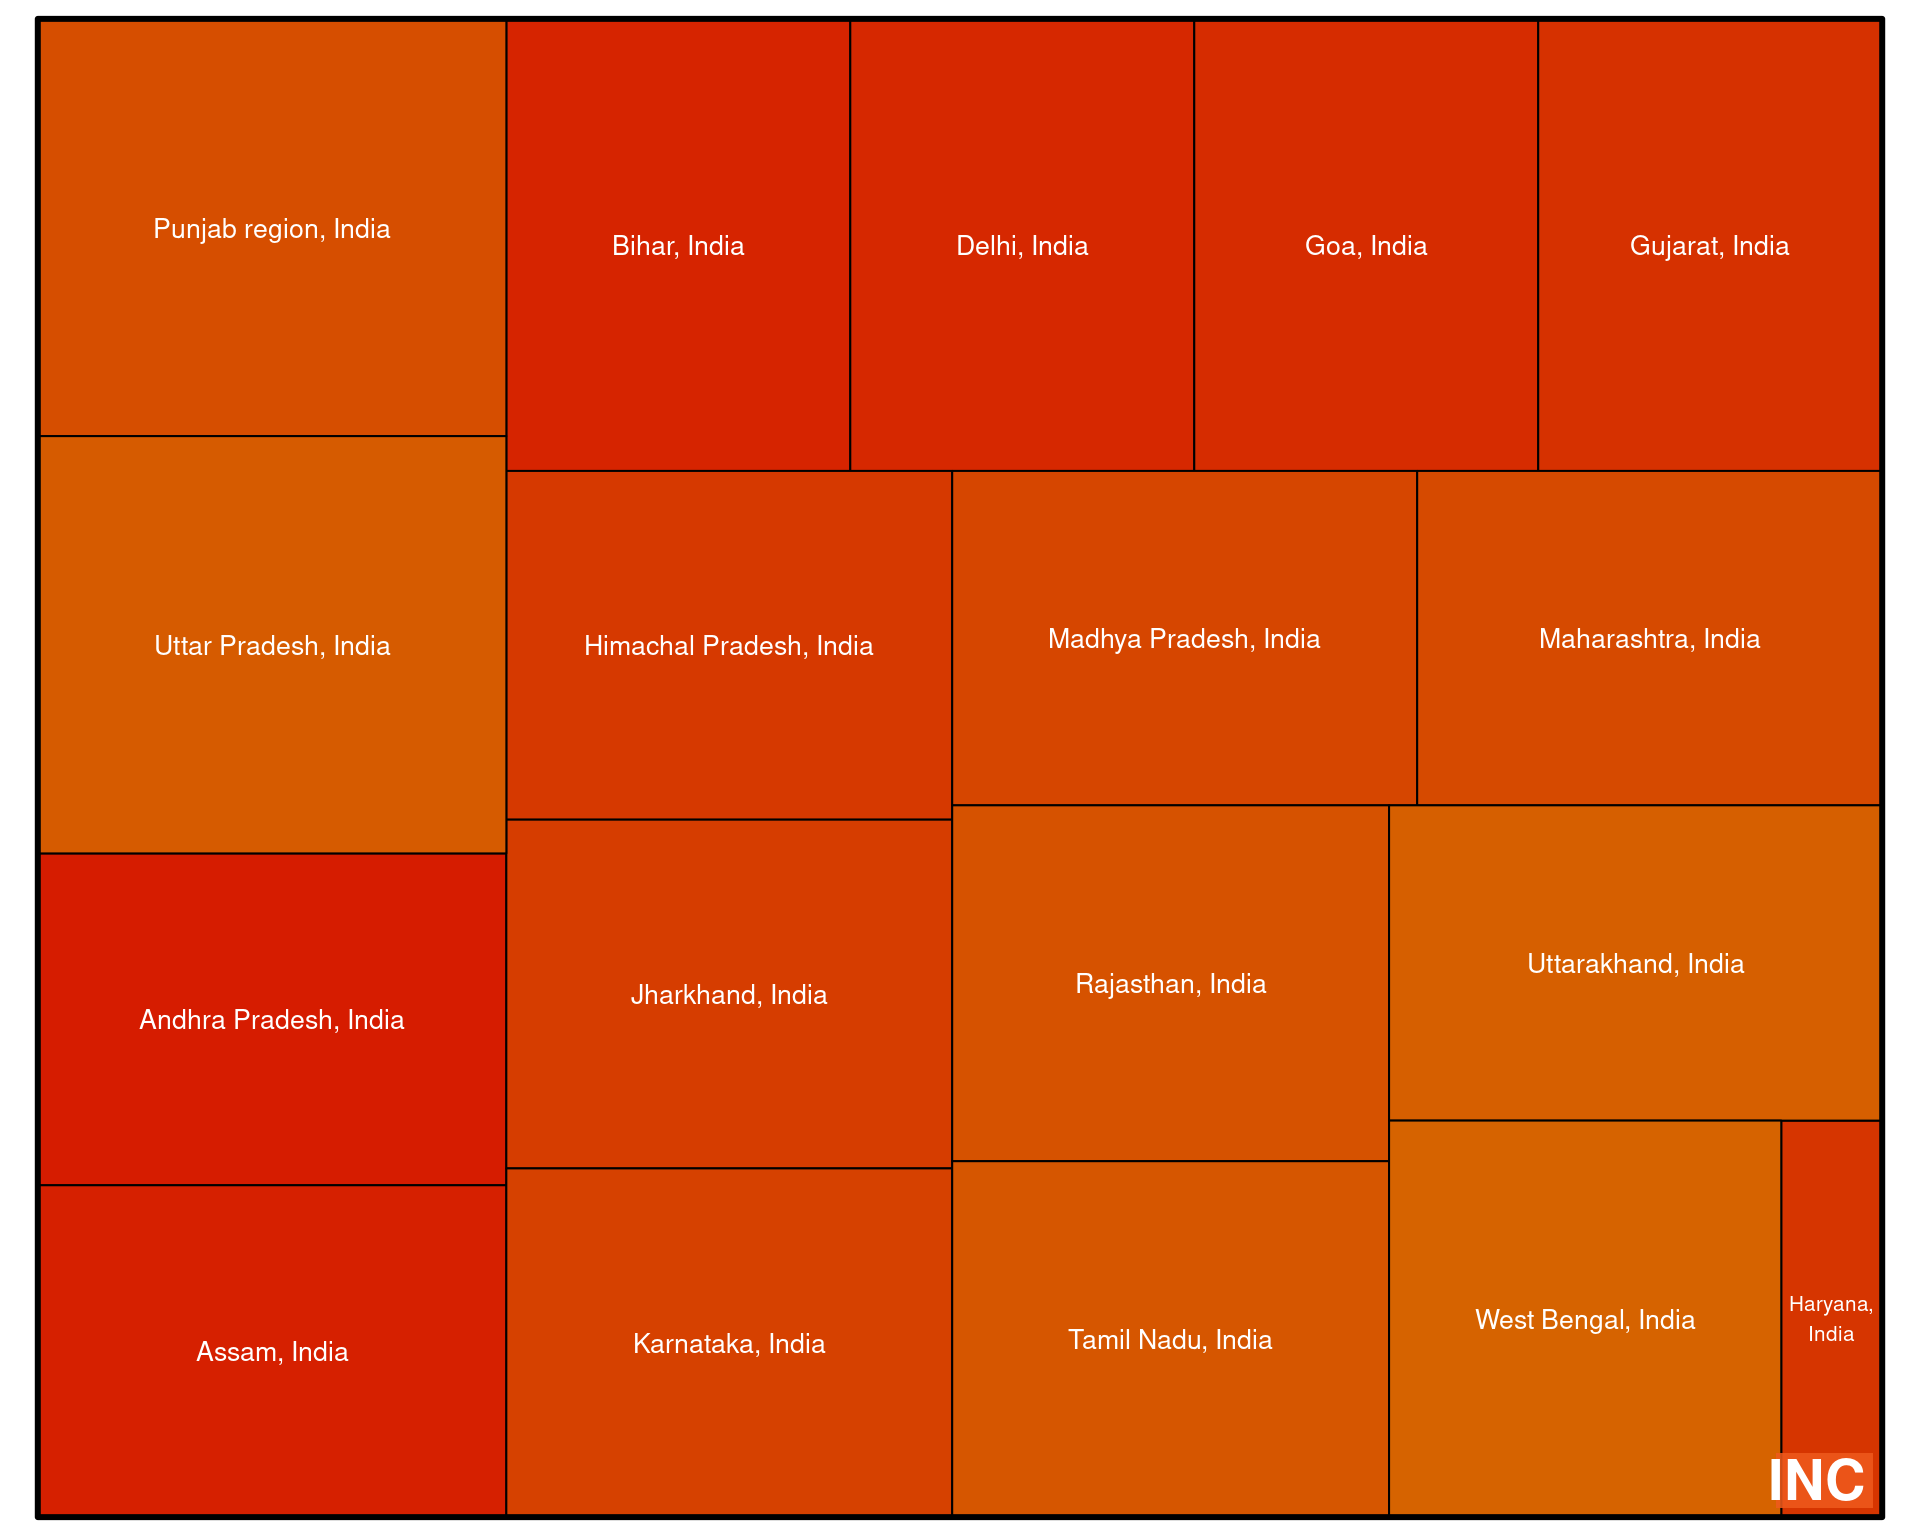 Punjab region, India
Bihar, India
Delhi, India
Goa, India
Gujarat, India
Uttar Pradesh, India
Himachal Pradesh, India
Madhya Pradesh, India
Maharashtra, India
Andhra Pradesh, India
Jharkhand, India
Rajasthan, India
Uttarakhand, India
Assam, India
Karnataka, India
Tamil Nadu, India
West Bengal, India
Haryana,
India
INC